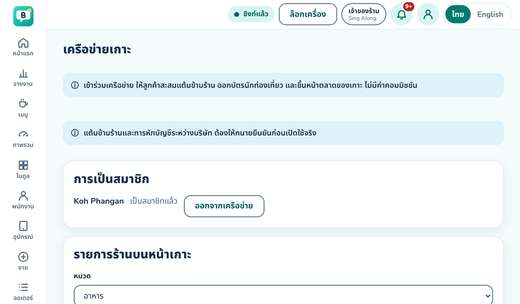 B
ซิงก์แล้ว
ล็อกเครื่อง
เจ้าของร้าน
Sing Along
9+
ไทย
English
หน้าแรก
รายงาน
เมนู
ภาพรวม
โมดูล
พนักงาน
อุปกรณ์
ขาย
ออเดอร์
เครือข่ายเกาะ
เข้าร่วมเครือข่าย ให้ลูกค้าสะสมแต้มข้ามร้าน ออกบัตรนักท่องเที่ยว และขึ้นหน้าตลาดของเกาะ ไม่มีค่าคอมมิชชัน
แต้มข้ามร้านและการหักบัญชีระหว่างบริษัท ต้องให้ทนายยืนยันก่อนเปิดใช้จริง
การเป็นสมาชิก
Koh Phangan เป็นสมาชิกแล้ว
ออกจากเครือข่าย
รายการร้านบนหน้าเกาะ
หมวด
อาหาร